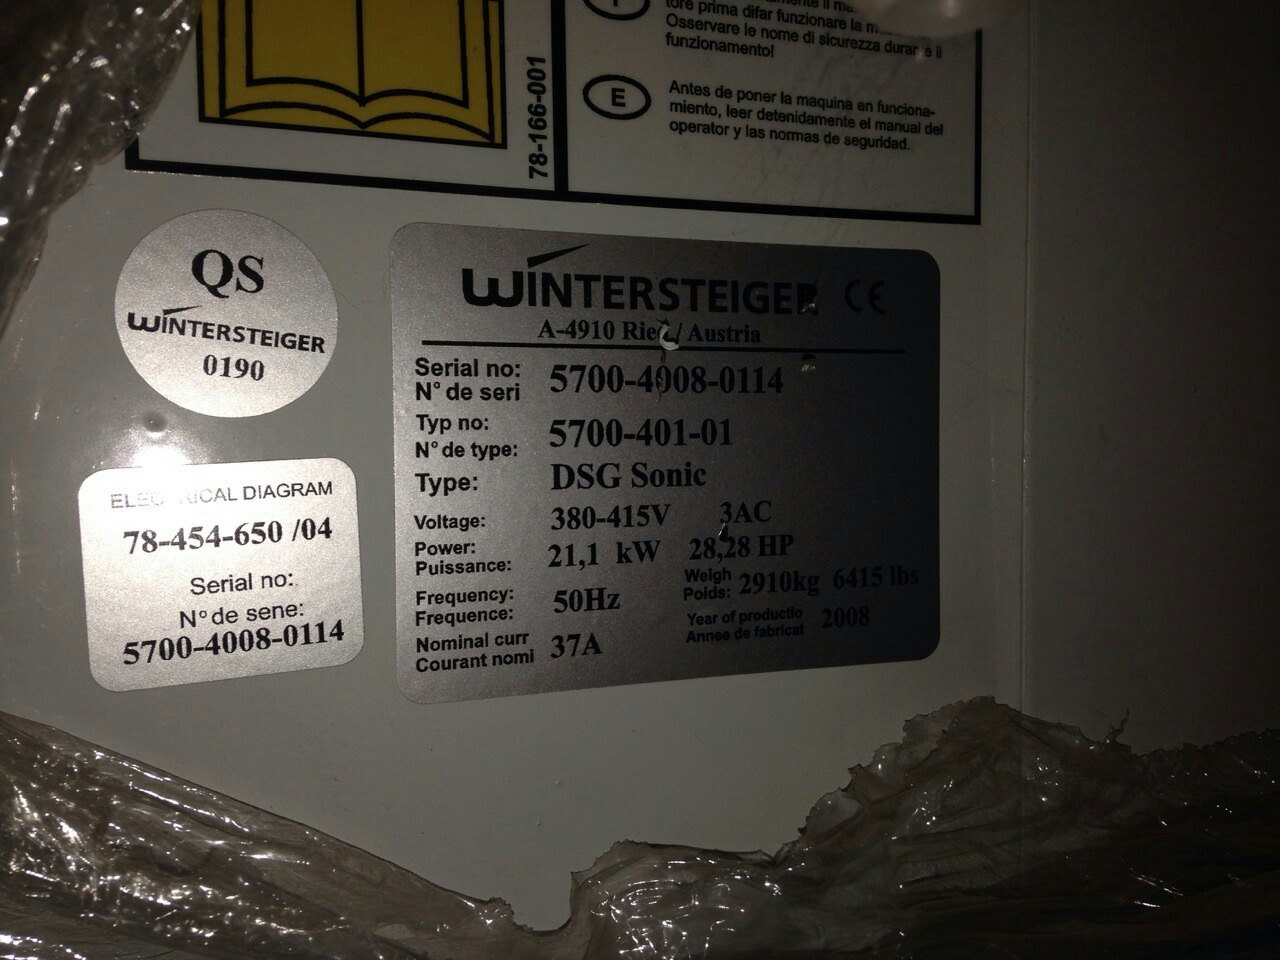 tore prima difar funzionare la
Osservare le nome di sicurezza durante il
funzionamento!
E
Antes de poner la maquina en funciona-
miento, leer detenidamente el manual del
operator y las normas de seguridad.
78-166-001
QS
WINTERSTEIGER
0190
ELECTRICAL DIAGRAM
78-454-650 /04
Serial no:
N° de sene:
5700-4008-0114
WINTERSTEIGER CE
A-4910 Ried / Austria
Serial no: 5700-4008-0114
N° de seri
Typ no: 5700-401-01
N° de type:
Type: DSG Sonic
Voltage: 380-415V 3AC
Power: 21,1 kW 28,28 HP
Puissance:
Weigh 2910kg 6415 lbs
Polds:
Frequency: 50Hz
Frequence:
Year of productio 2008
Annee de fabricat
Nominal curr 37A
Courant nomi